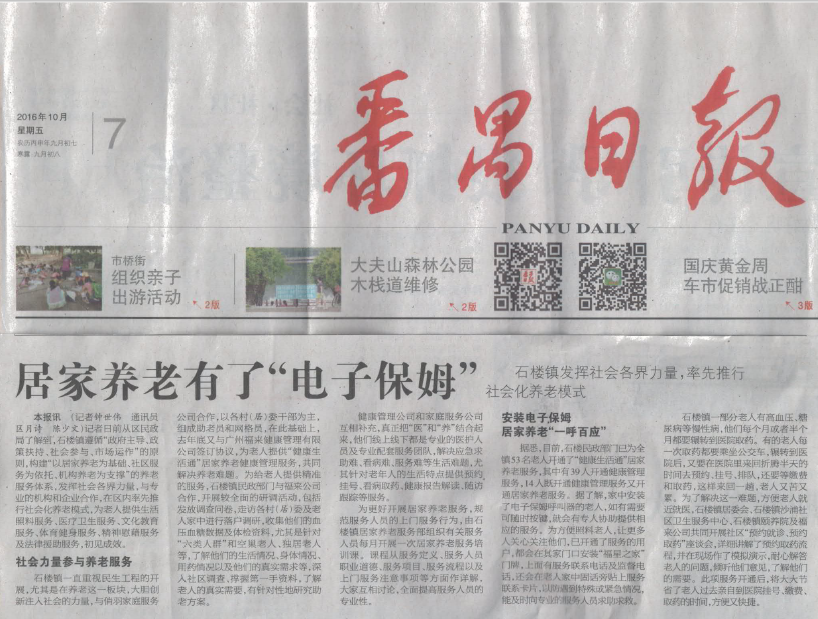 2016年10月
星期五
7
农历丙申年九月初七
寒露:九月初八
番禺日报
PANYU DAILY
市桥街
组织亲子
出游活动
2版
大夫山森林公园
木栈道维修
2版
国庆黄金周
车市促销战正酣
3版
居家养老有了“电子保姆”
石楼镇发挥社会各界力量,率先推行
社会化养老模式
本报讯 (记者钟世伟 通讯员
区月诗 陈少文)记者日前从区民政
局了解到,石楼镇遵循“政府主导、政
策扶持、社会参与、市场运作”的原
则,构建“以居家养老为基础、社区服
务为依托、机构养老为支撑”的养老
服务体系,发挥社会各界力量,与专
业的机构和企业合作,在区内率先推
行社会化养老模式,为老人提供生活
照料服务、医疗卫生服务、文化教育
服务、体育健身服务、精神慰藉服务
及法律援助服务,初见成效。
社会力量参与养老服务
石楼镇一直重视民生工程的开
展,尤其是在养老这一板块,大胆创
新注入社会的力量,与俏羽家庭服务
公司合作,以各村(居)委干部为主,
组成助老员和网格员,在此基础上,
去年底又与广州福来健康管理有限
公司签订协议,为老人提供“健康生
活通”居家养老健康管理服务,共同
解决养老难题。为给老人提供精准
的服务,石楼镇民政部门与福来公司
合作,开展较全面的调研活动,包括
发放调查问卷、走访各村(居)委及老
人家中进行落户调研,收集他们的血
压血糖数据及体检资料,尤其是针对
“六类人群”和空巢老人、独居老人
等,了解他们的生活情况、身体情况、
用药情况以及他们的真实需求等,深
入社区调查,掌握第一手资料,了解
老人的真实需要,有针对性地研究助
老方案。
健康管理公司和家庭服务公司
互相补充,真正把“医”和“养”结合起
来,他们线上线下都是专业的医护人
员及专业配套服务团队,解决应急求
助难、看病难、服务难等生活难题,尤
其针对老年人的生活特点提供预约
挂号、看病取药、健康报告解读、随访
跟踪等服务。
为更好开展居家养老服务,规
范服务人员的上门服务行为,由石
楼镇居家养老服务部组织有关服务
人员每月开展一次居家养老服务培
训课。课程从服务定义、服务人员
职业道德、服务项目、服务流程以及
上门服务注意事项等方面作详解,
大家互相讨论,全面提高服务人员的
专业性。
安装电子保姆
居家养老“一呼百应”
据悉,目前,石楼民政部门已为全
镇53名老人开通了“健康生活通”居家
养老服务,其中有39人开通健康管理
服务,14人既开通健康管理服务又开
通居家养老服务。据了解,家中安装
了电子保姆呼叫器的老人,如有需要
可随时按键,就会有专人协助提供相
应的服务。为方便照料老人,让更多
人关心关注他们,已开通了服务的用
户,都会在其家门口安装“福星之家”
门牌,上面有服务联系电话及监督电
话,还会在老人家中固话旁贴上服务
联系卡片,以防遇到特殊或紧急情况,
能及时向专业的服务人员求助求救。
石楼镇一部分老人有高血压、糖
尿病等慢性病,他们每个月或者半个
月都要辗转到医院取药。有的老人每
一次取药都要乘坐公交车、辗转到医
院后,又要在医院里来回折腾半天的
时间去预约、挂号、排队,还要等缴费
和取药,这样来回一趟,老人又苦又
累。为了解决这一难题,方便老人就
近就医,石楼镇居委会、石楼镇沙浦社
区卫生服务中心、石楼镇颐养院及福
来公司共同开展社区“预约就诊、预约
取药”座谈会,详细讲解了预约取药流
程,并在现场作了模拟演示,耐心解答
老人的问题,倾听他们意见,了解他们
的需要。此项服务开通后,将大大节
省了老人过去亲自到医院挂号、缴费、
取药的时间,方便又快捷。